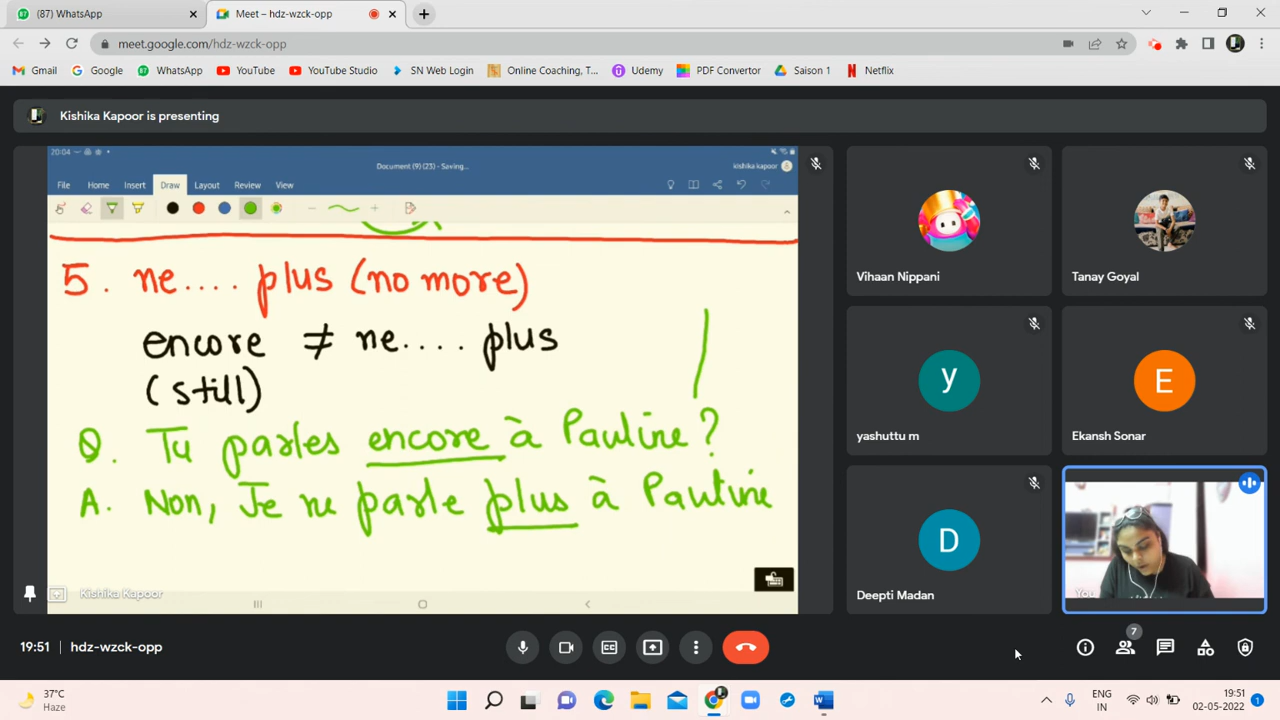 (87) WhatsApp
Meet – hdz-wzck-opp
meet.google.com/hdz-wzck-opp
Gmail
Google
WhatsApp
YouTube
YouTube Studio
SN Web Login
Online Coaching, T...
Udemy
PDF Convertor
Saison 1
Netflix
Kishika Kapoor is presenting
20:04
Document (9) (23) - Saving...
kishika kapoor
File Home Insert Draw Layout Review View
5. ne.... plus (no more)
encore ≠ ne.... plus
(still)
Q. Tu parles encore à Pauline?
A. Non, Je ne parle plus à Pauline
Kishika Kapoor
Vihaan Nippani
Tanay Goyal
y
yashuttu m
E
Ekansh Sonar
D
Deepti Madan
You
19:51 | hdz-wzck-opp
CC
7
37°C
Haze
ENG
IN
19:51
02-05-2022
1